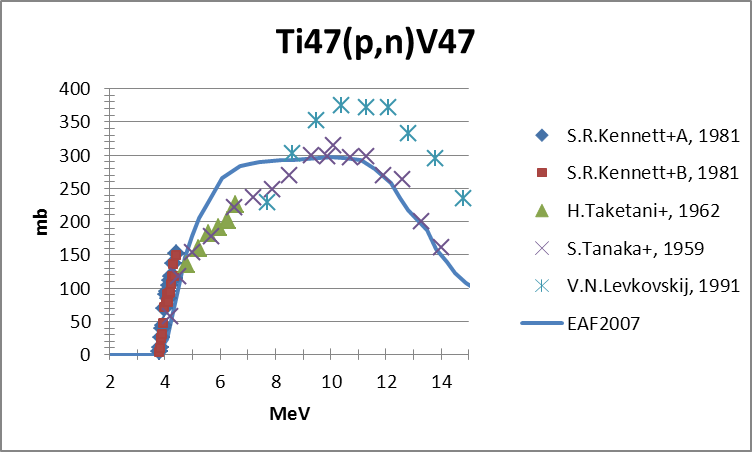 Ti47(p,n)V47
400
350
300
250
200
150
100
50
0
mb
2 4 6 8 10 12 14
MeV
S.R.Kennett+A, 1981
S.R.Kennett+B, 1981
H.Taketani+, 1962
S.Tanaka+, 1959
V.N.Levkovskij, 1991
EAF2007